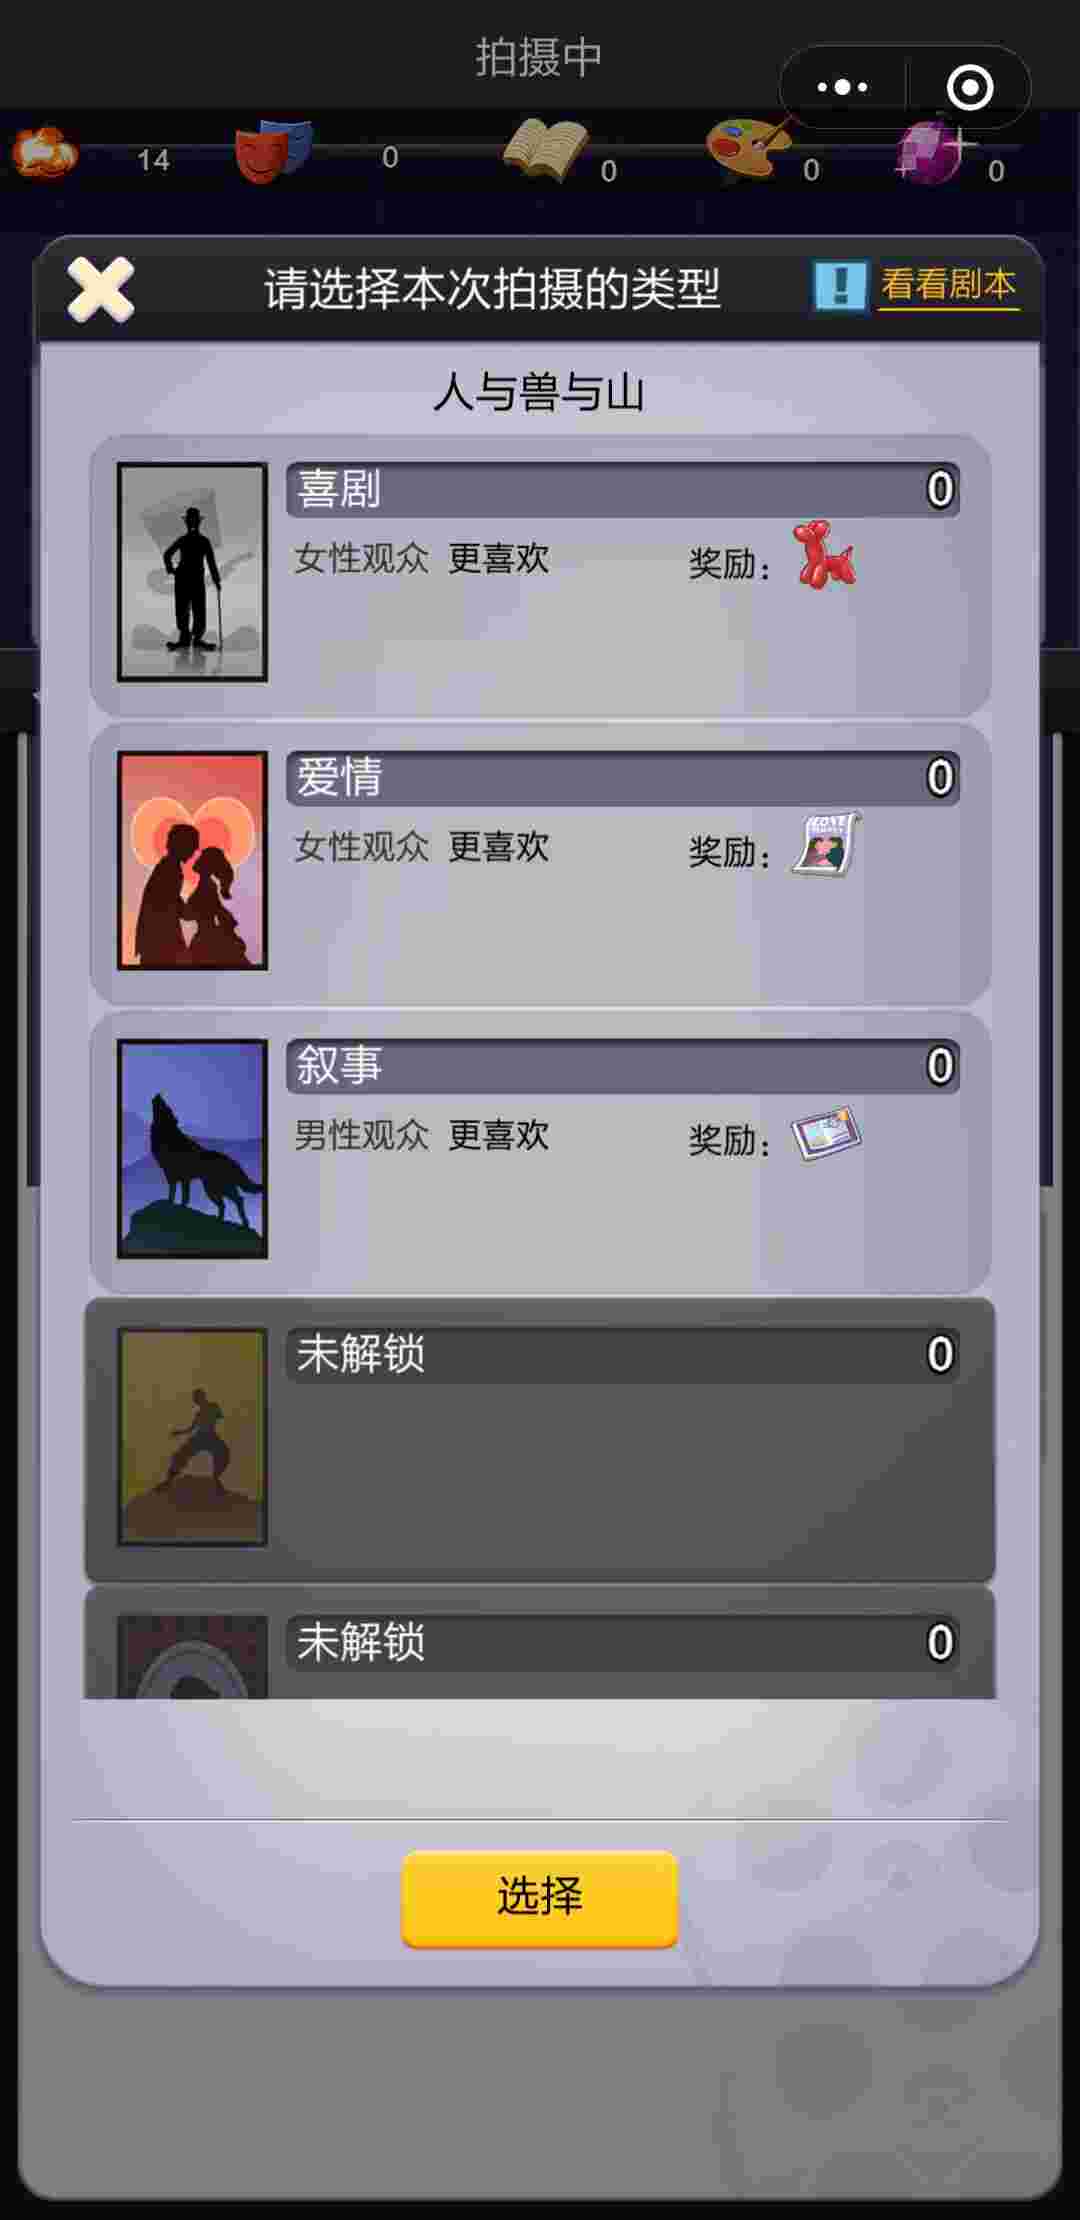 拍摄中
14 0 0 0 0
请选择本次拍摄的类型 看看剧本
人与兽与山
喜剧 0
女性观众 更喜欢 奖励：
爱情 0
女性观众 更喜欢 奖励：
LOVE
叙事 0
男性观众 更喜欢 奖励：
未解锁 0
未解锁 0
选择